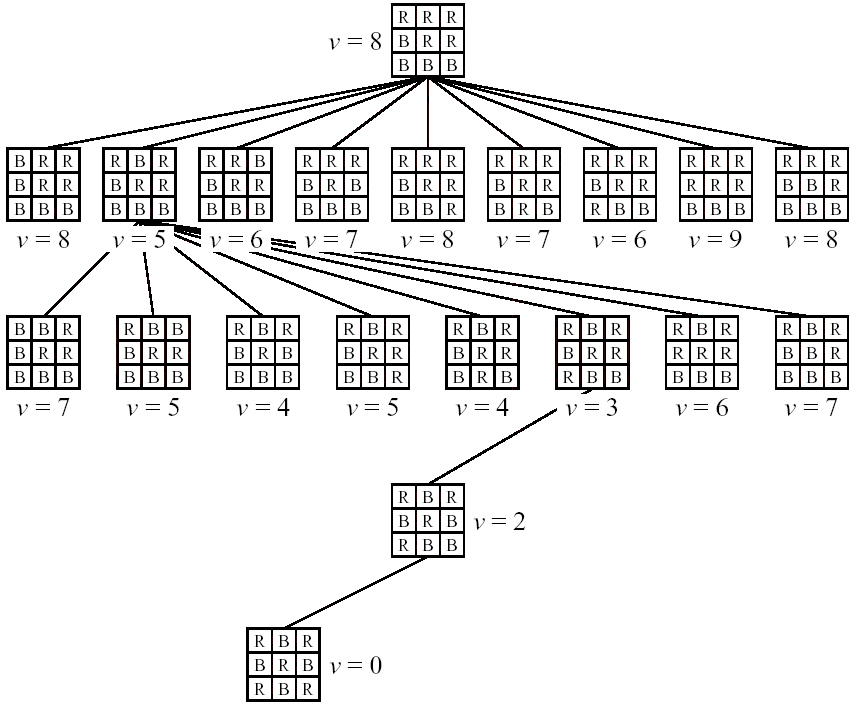 R R R
v = 8 B R R
B B B
B R R R B R R R B R R R R R R R R R R R R R R R R R R
B R R B R R B R R B R B B R R B R R B R R R R R B B R
B B B B B B B B B B B B B B R B R B R B B B B B B B B
v = 8 v = 5 v = 6 v = 7 v = 8 v = 7 v = 6 v = 9 v = 8
B B R R B B R B R R B R R B R R B R R B R R B R
B R R B R R B R B B R R B R R B R R R R R B B R
B B B B B B B B B B B R B R B R B B B B B B B B
v = 7 v = 5 v = 4 v = 5 v = 4 v = 3 v = 6 v = 7
R B R
B R B v = 2
R B B
R B R
B R B v = 0
R B R